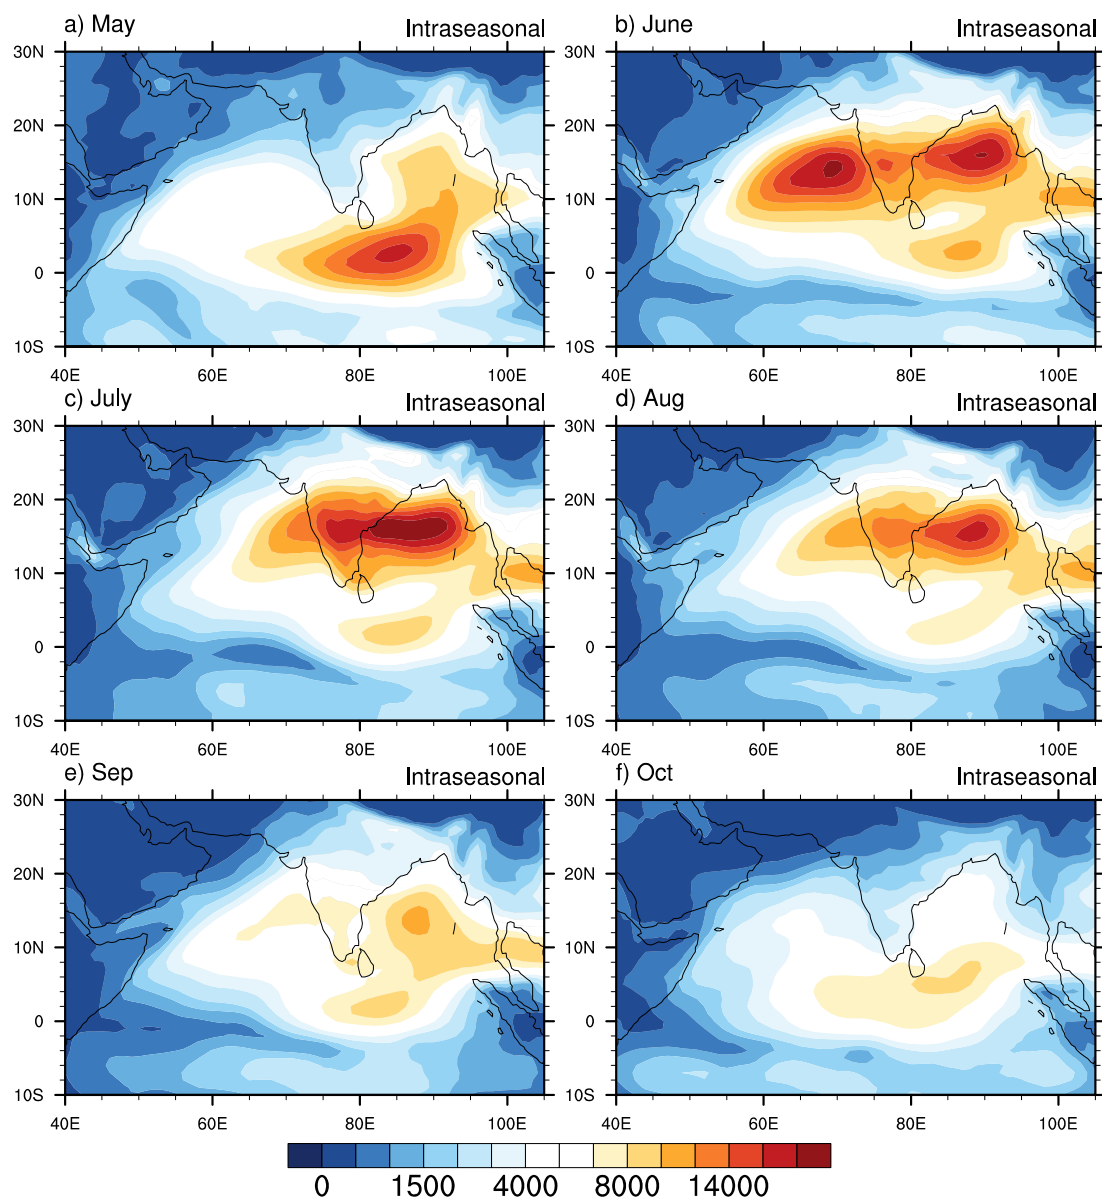 a) May Intraseasonal b) June Intraseasonal
30N 30N
20N 20N
10N 10N
0 0
10S 10S
40E 60E 80E 100E 40E 60E 80E 100E
c) July Intraseasonal d) Aug Intraseasonal
30N 30N
20N 20N
10N 10N
0 0
10S 10S
40E 60E 80E 100E 40E 60E 80E 100E
e) Sep Intraseasonal f) Oct Intraseasonal
30N 30N
20N 20N
10N 10N
0 0
10S 10S
40E 60E 80E 100E 40E 60E 80E 100E
0 1500 4000 8000 14000